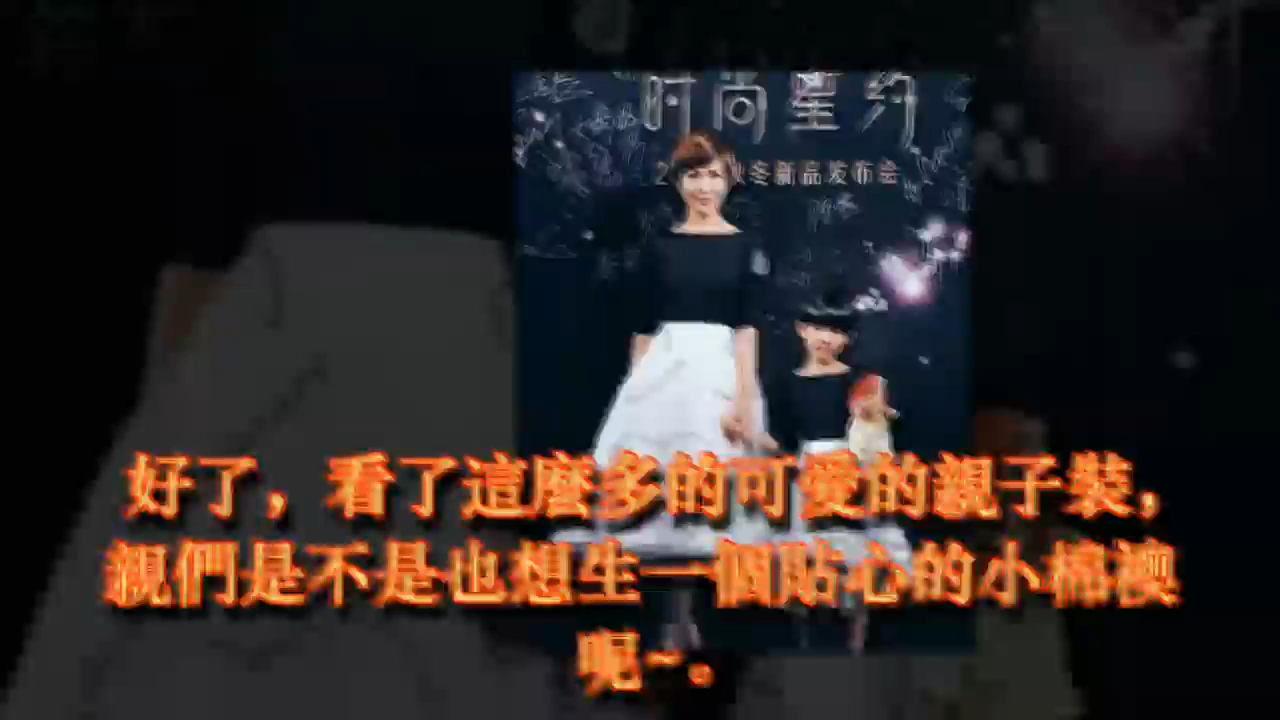 时尚星约
秋冬新品发布会
好了，看了這麼多的可愛的親子裝，
親們是不是也想生一個貼心的小棉襖
呢~。